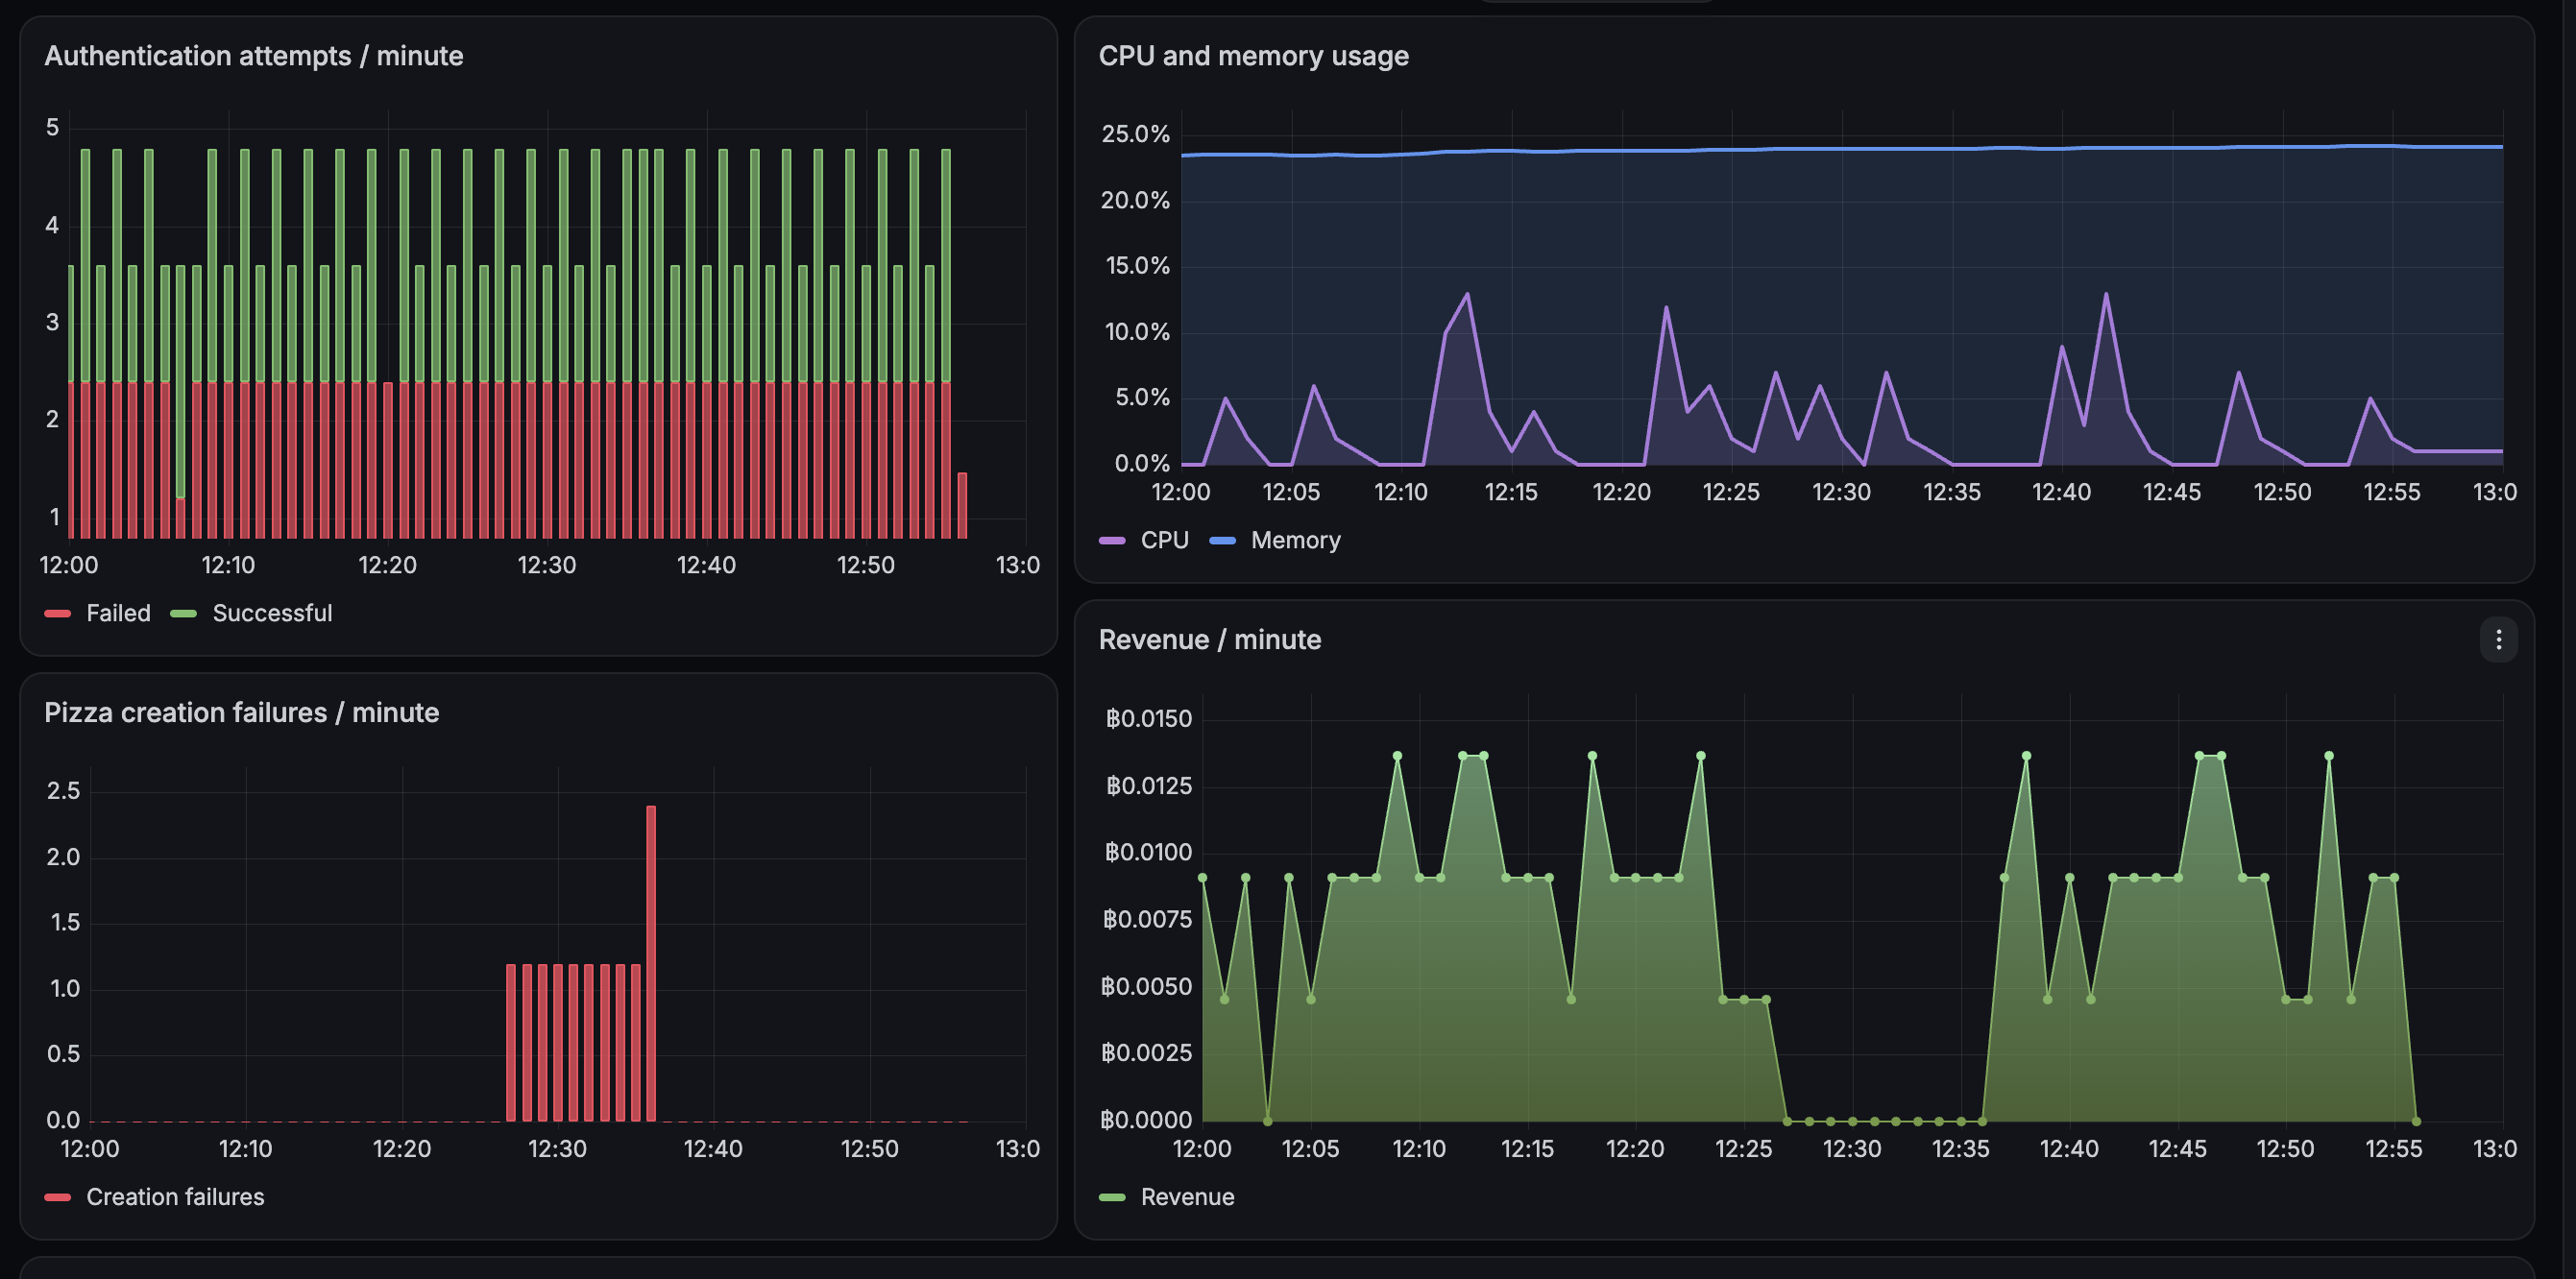 Authentication attempts / minute
5
4
3
2
1
12:00 12:10 12:20 12:30 12:40 12:50 13:0
Failed Successful
CPU and memory usage
25.0%
20.0%
15.0%
10.0%
5.0%
0.0%
12:00 12:05 12:10 12:15 12:20 12:25 12:30 12:35 12:40 12:45 12:50 12:55 13:0
CPU Memory
Pizza creation failures / minute
2.5
2.0
1.5
1.0
0.5
0.0
12:00 12:10 12:20 12:30 12:40 12:50 13:0
Creation failures
Revenue / minute
฿0.0150
฿0.0125
฿0.0100
฿0.0075
฿0.0050
฿0.0025
฿0.0000
12:00 12:05 12:10 12:15 12:20 12:25 12:30 12:35 12:40 12:45 12:50 12:55 13:0
Revenue